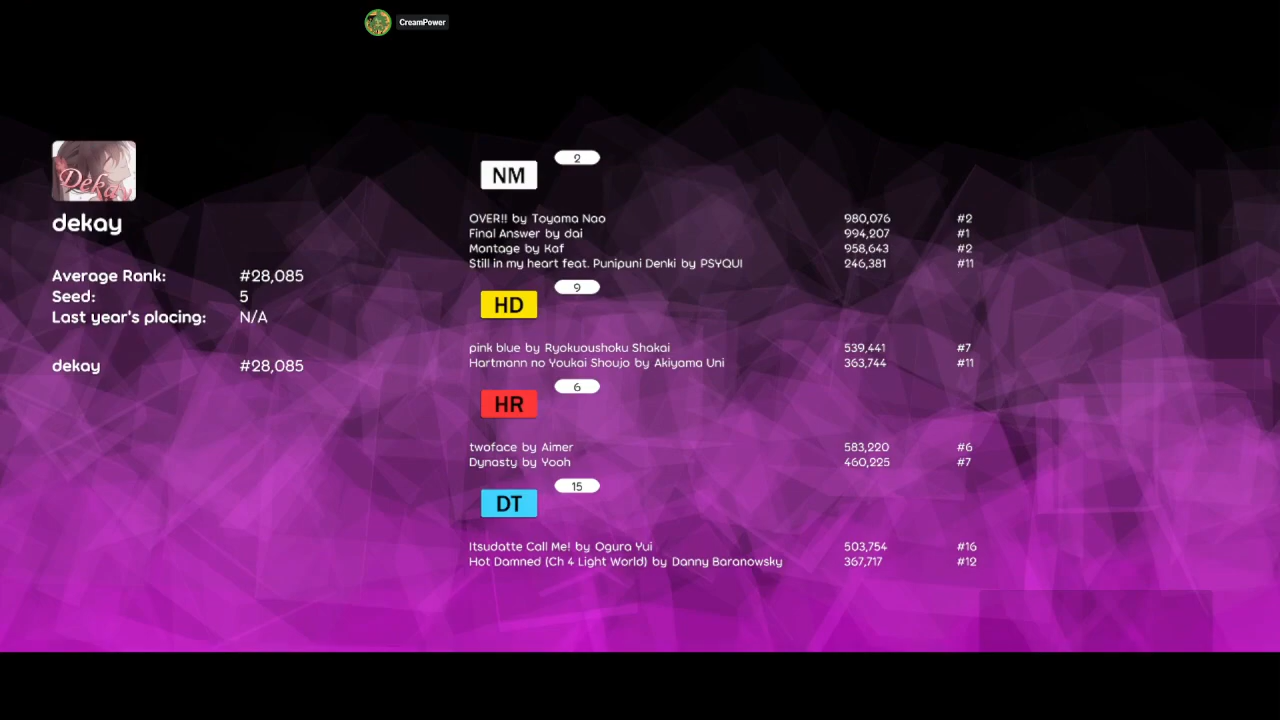 CreamPower
Deka
dekay
Average Rank: #28,085
Seed: 5
Last year's placing: N/A
dekay #28,085
2
NM
OVER!! by Toyama Nao 980,076 #2
Final Answer by dai 994,207 #1
Montage by Kaf 958,643 #2
Still in my heart feat. Punipuni Denki by PSYQUI 246,381 #11
9
HD
pink blue by Ryokuoushoku Shakai 539,441 #7
Hartmann no Youkai Shoujo by Akiyama Uni 363,744 #11
6
HR
twoface by Aimer 583,220 #6
Dynasty by Yooh 460,225 #7
15
DT
Itsudatte Call Me! by Ogura Yui 503,754 #16
Hot Damned (Ch 4 Light World) by Danny Baranowsky 367,717 #12